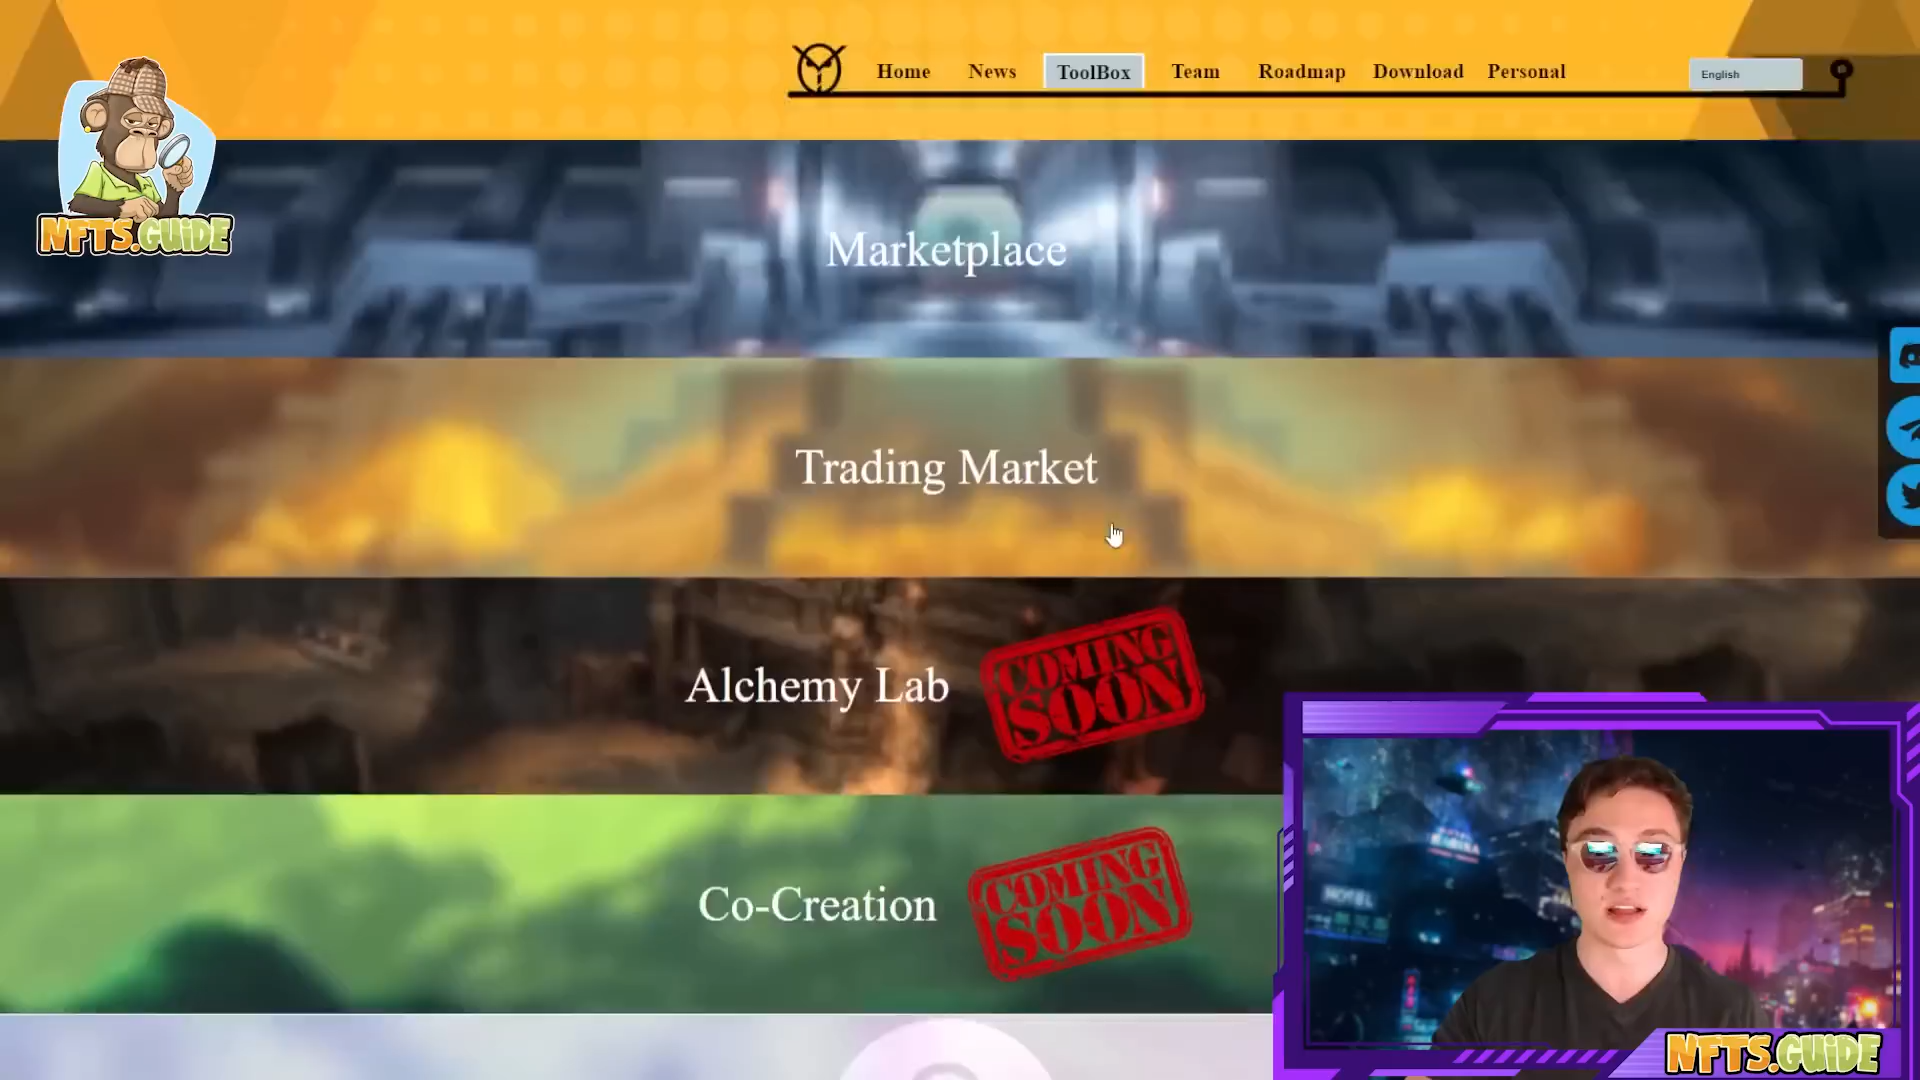 Home News ToolBox Team Roadmap Download Personal
English
NFTS.GUIDE
Marketplace
Trading Market
Alchemy Lab
COMING
SOON
Co-Creation
COMING
SOON
HOTEL
NFTS.GUIDE